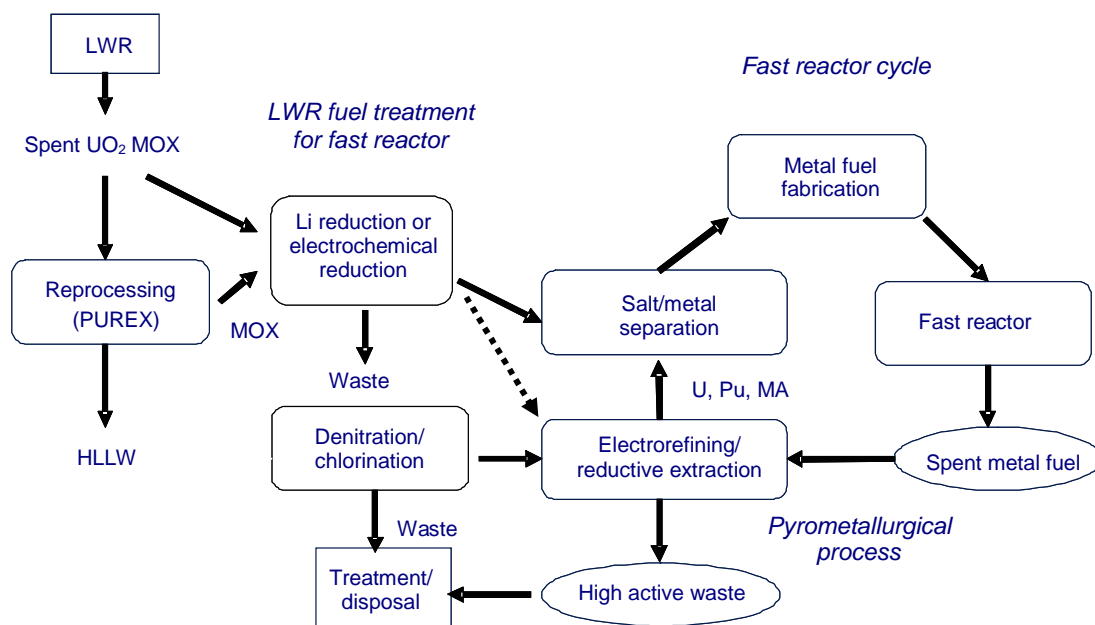 LWR
Fast reactor cycle
LWR fuel treatment
for fast reactor
Spent UO₂ MOX
Metal fuel
fabrication
Li reduction or
electrochemical
reduction
Reprocessing
(PUREX)
MOX
Salt/metal
separation
Fast reactor
Waste
U, Pu, MA
Denitration/
chlorination
Electrorefining/
reductive extraction
Spent metal fuel
HLLW
Waste
Pyrometallurgical
process
Treatment/
disposal
High active waste